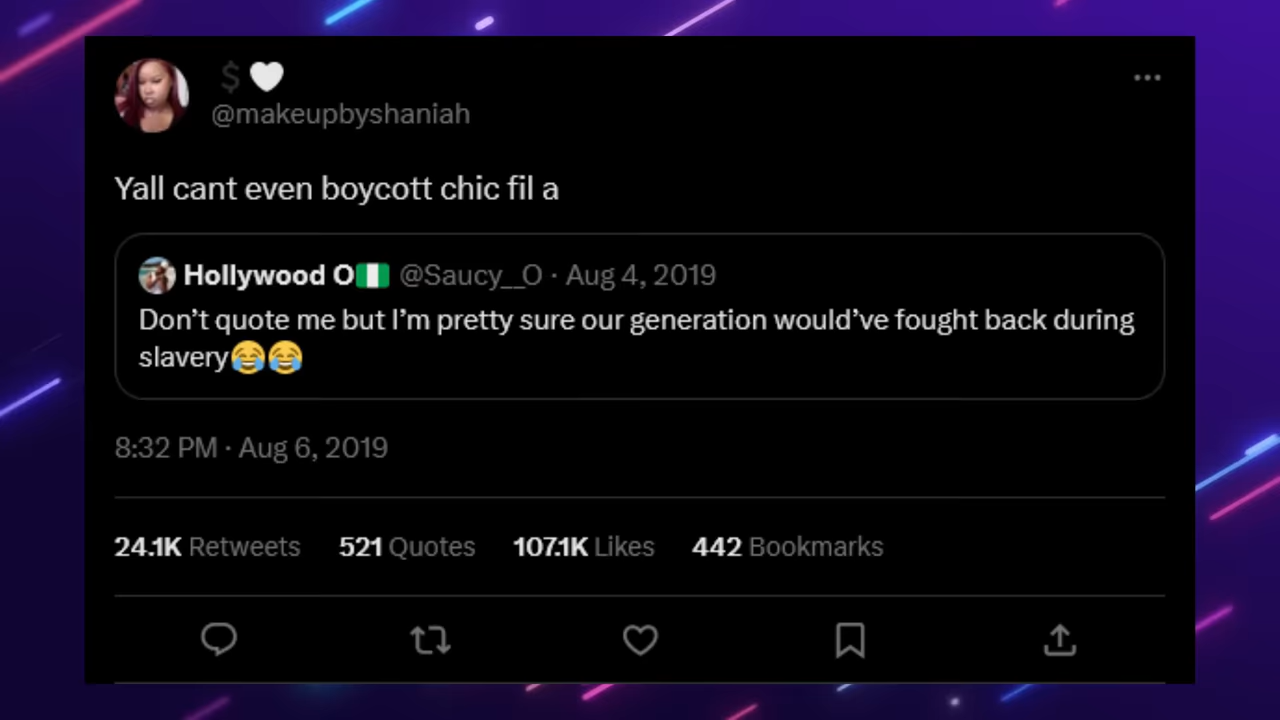 $🤍
@makeupbyshaniah
Yall cant even boycott chic fil a
Hollywood O🇳🇬 @Saucy__O · Aug 4, 2019
Don’t quote me but I’m pretty sure our generation would’ve fought back during
slavery😂😂
8:32 PM · Aug 6, 2019
24.1K Retweets 521 Quotes 107.1K Likes 442 Bookmarks